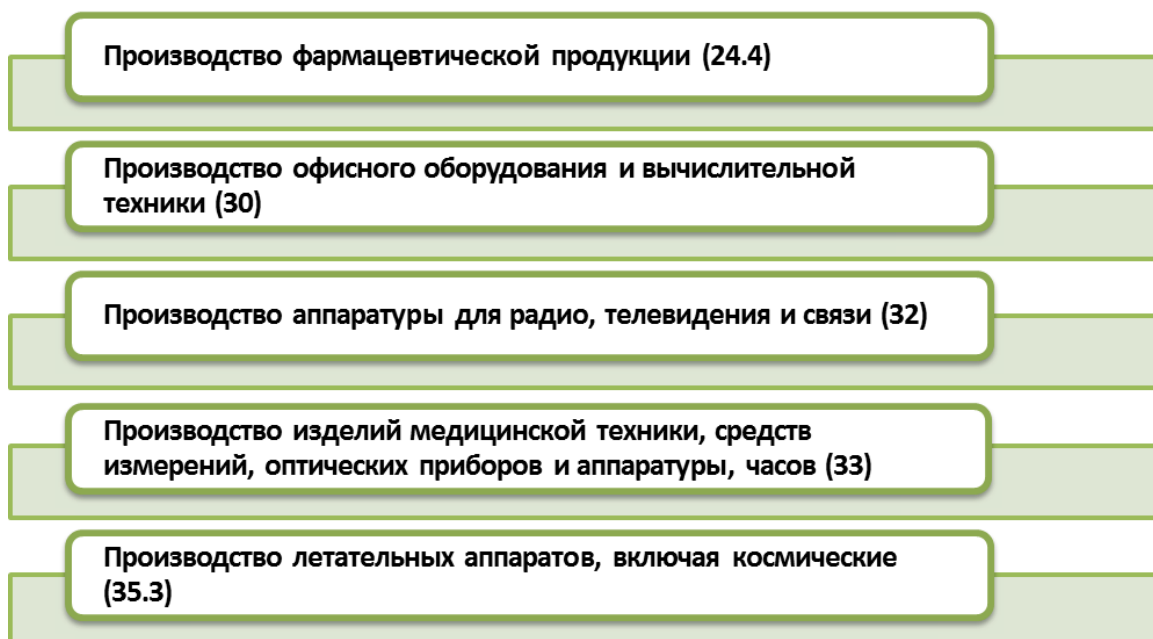 Производство фармацевтической продукции (24.4)
Производство офисного оборудования и вычислительной
техники (30)
Производство аппаратуры для радио, телевидения и связи (32)
Производство изделий медицинской техники, средств
измерений, оптических приборов и аппаратуры, часов (33)
Производство летательных аппаратов, включая космические
(35.3)